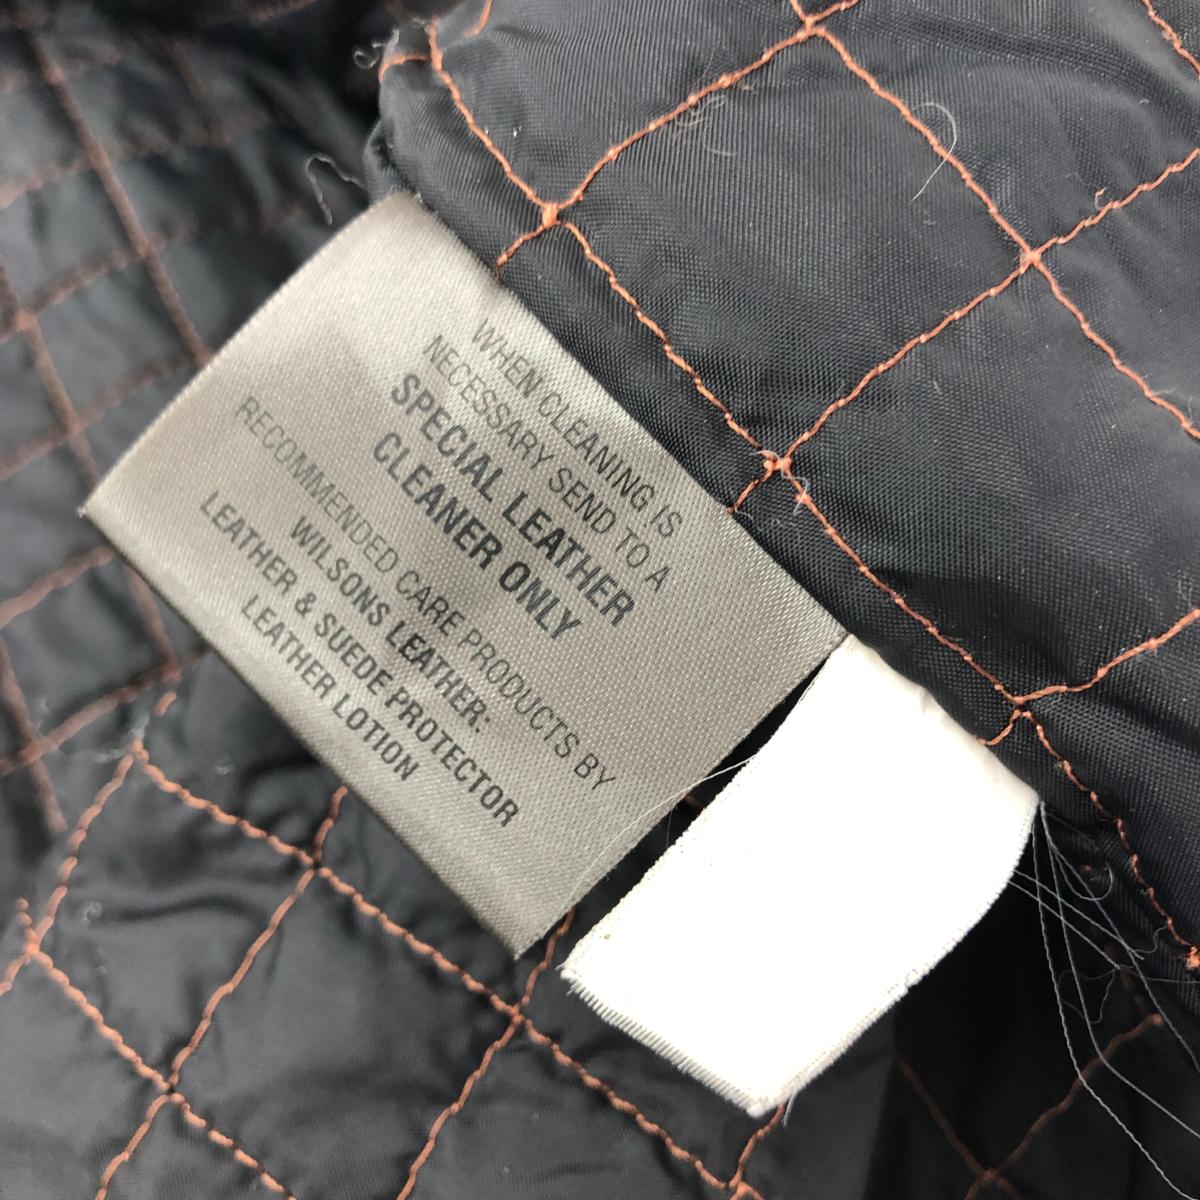 WHEN CLEANING IS
NECESSARY SEND TO A
SPECIAL LEATHER
CLEANER ONLY
RECOMMENDED CARE PRODUCTS BY
WILSONS LEATHER:
LEATHER & SUEDE PROTECTOR
LEATHER LOTION